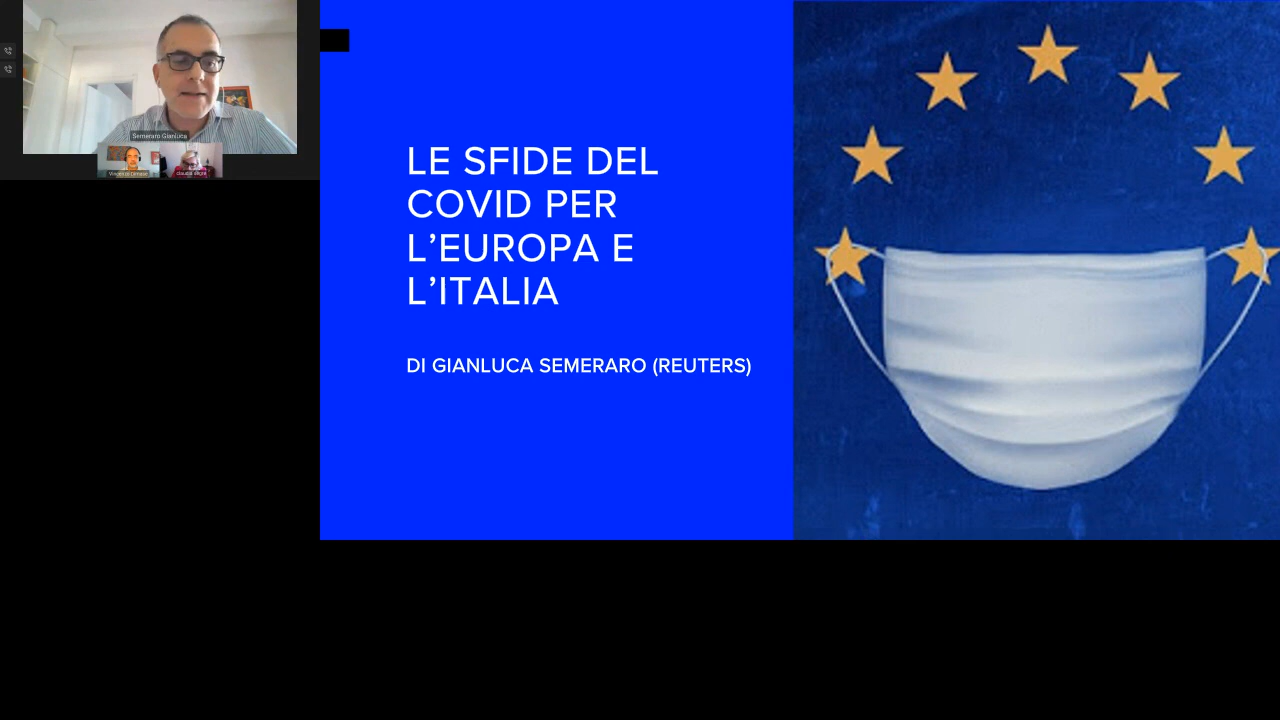 Semeraro Gianluca
LE SFIDE DEL
COVID PER
L’EUROPA E
L’ITALIA
DI GIANLUCA SEMERARO (REUTERS)